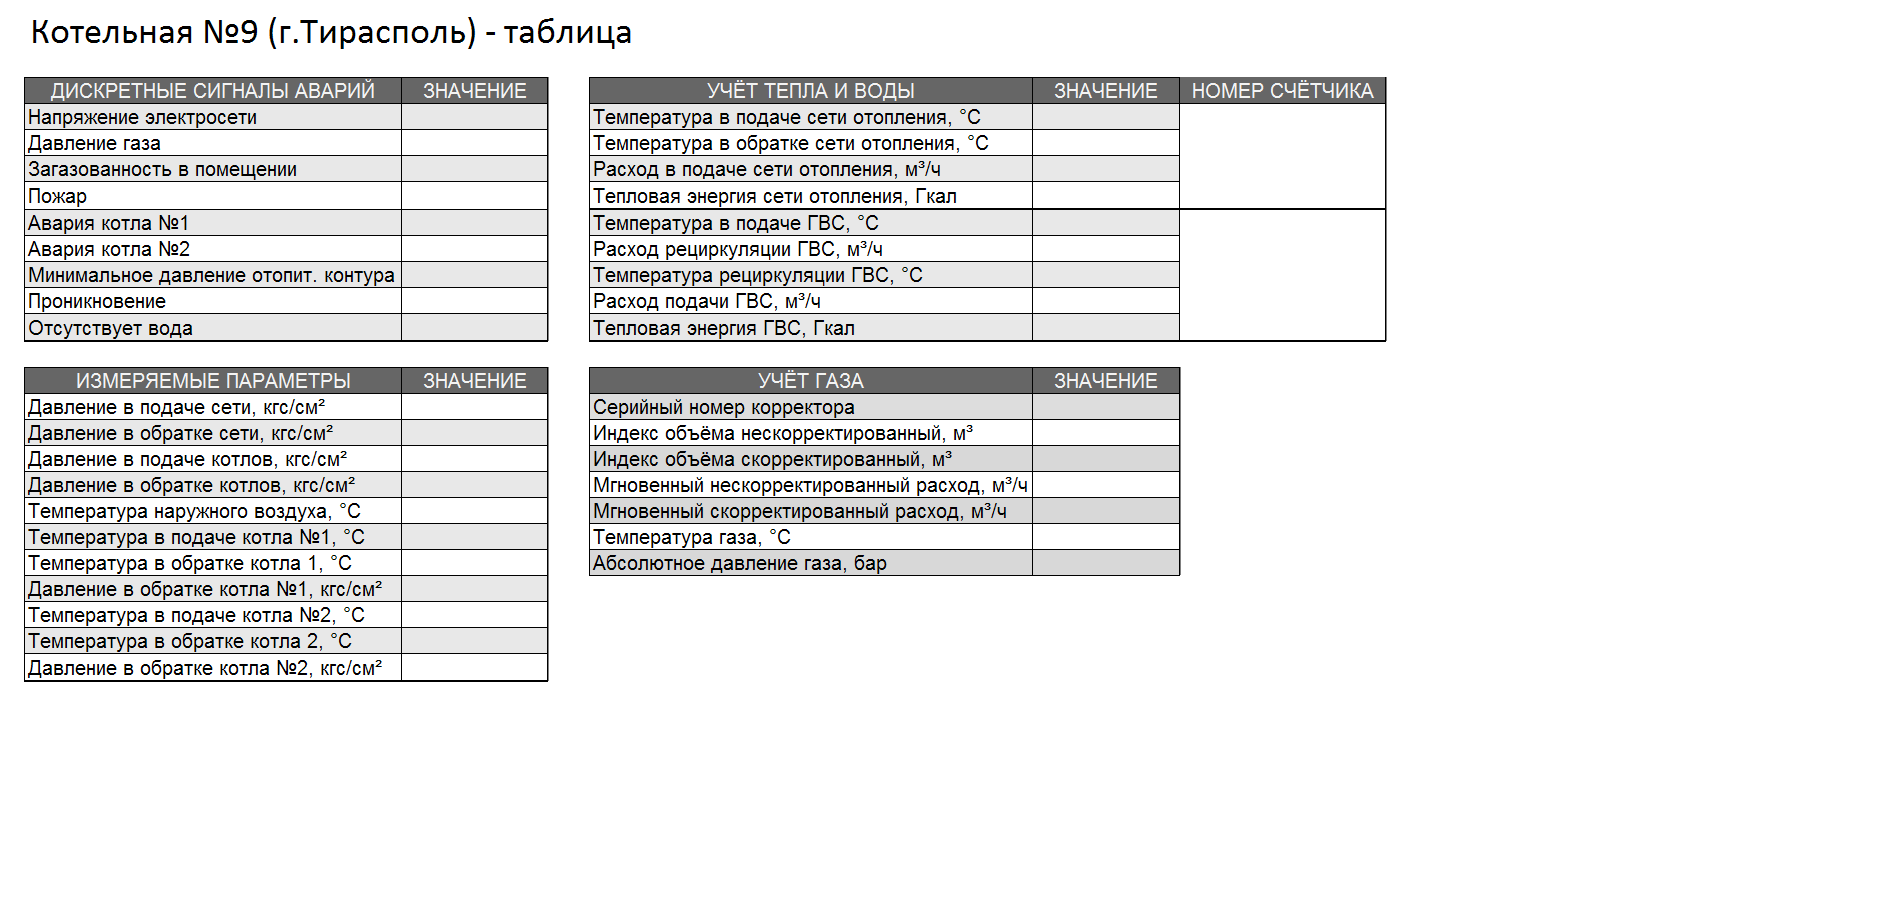 Котельная №9 (г.Тирасполь) - таблица
ДИСКРЕТНЫЕ СИГНАЛЫ АВАРИЙ ЗНАЧЕНИЕ
Напряжение электросети
Давление газа
Загазованность в помещении
Пожар
Авария котла №1
Авария котла №2
Минимальное давление отопит. контура
Проникновение
Отсутствует вода
УЧЁТ ТЕПЛА И ВОДЫ ЗНАЧЕНИЕ НОМЕР СЧЁТЧИКА
Температура в подаче сети отопления, °C
Температура в обратке сети отопления, °C
Расход в подаче сети отопления, м³/ч
Тепловая энергия сети отопления, Гкал
Температура в подаче ГВС, °C
Расход рециркуляции ГВС, м³/ч
Температура рециркуляции ГВС, °C
Расход подачи ГВС, м³/ч
Тепловая энергия ГВС, Гкал
ИЗМЕРЯЕМЫЕ ПАРАМЕТРЫ ЗНАЧЕНИЕ
Давление в подаче сети, кгс/см²
Давление в обратке сети, кгс/см²
Давление в подаче котлов, кгс/см²
Давление в обратке котлов, кгс/см²
Температура наружного воздуха, °C
Температура в подаче котла №1, °C
Температура в обратке котла 1, °C
Давление в обратке котла №1, кгс/см²
Температура в подаче котла №2, °C
Температура в обратке котла 2, °C
Давление в обратке котла №2, кгс/см²
УЧЁТ ГАЗА ЗНАЧЕНИЕ
Серийный номер корректора
Индекс объёма нескорректированный, м³
Индекс объёма скорректированный, м³
Мгновенный нескорректированный расход, м³/ч
Мгновенный скорректированный расход, м³/ч
Температура газа, °C
Абсолютное давление газа, бар